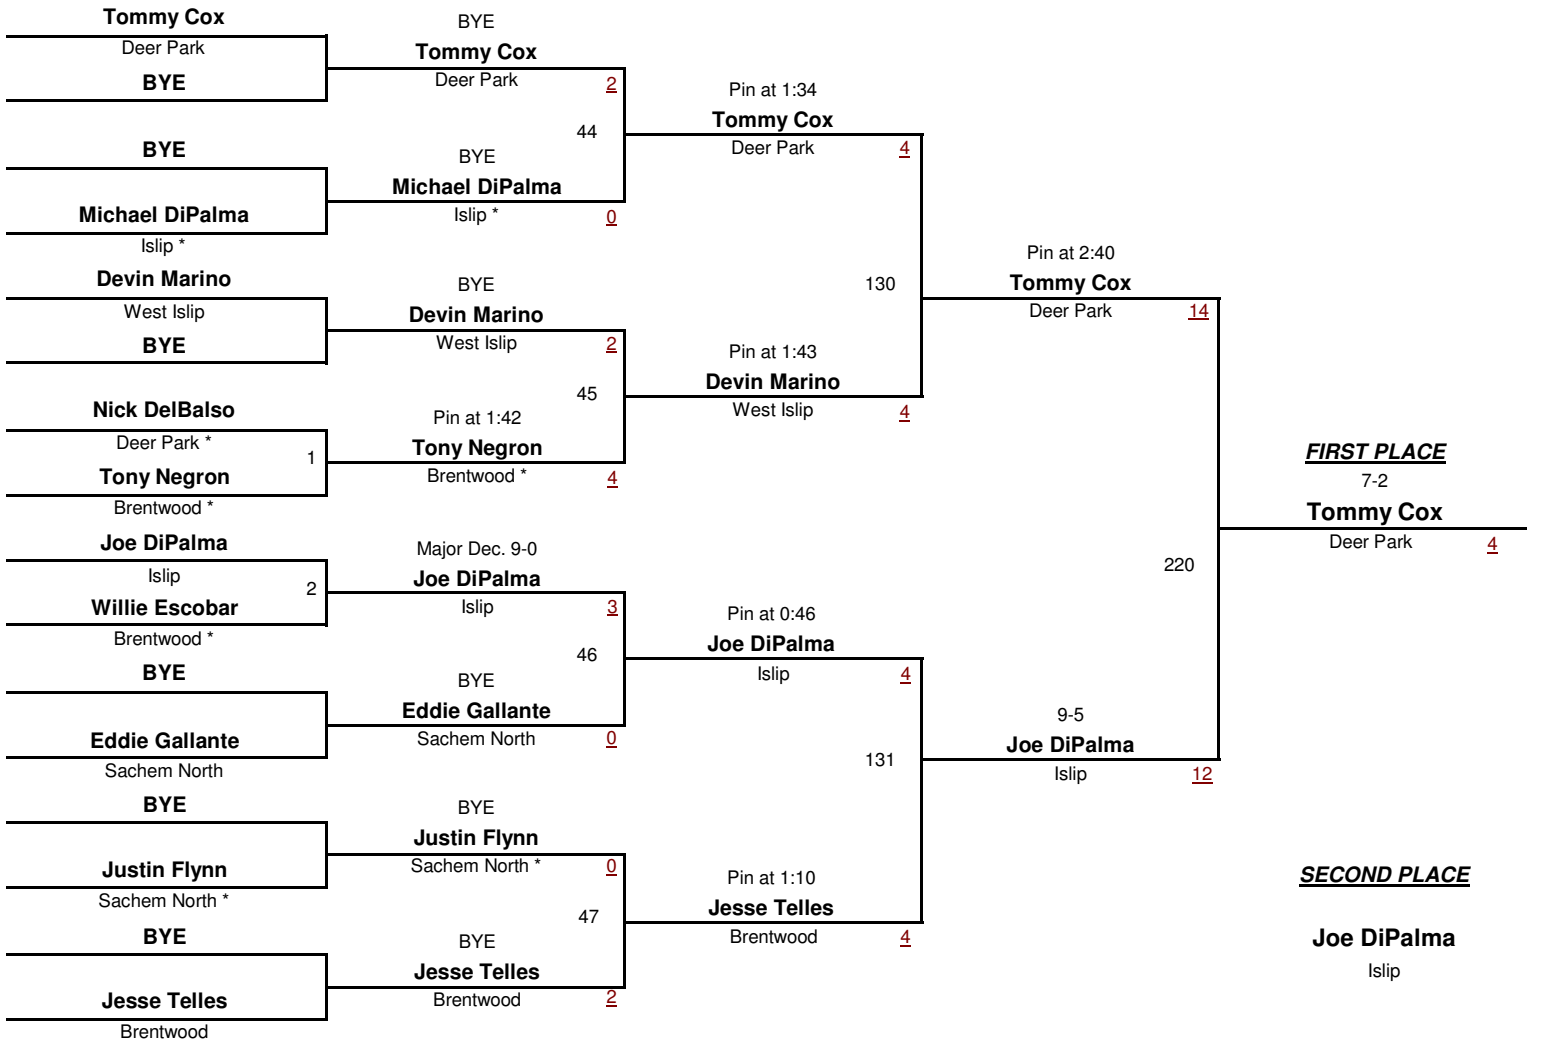 Tommy Cox
Deer Park
BYE
BYE
Michael DiPalma
Islip *
Devin Marino
West Islip
BYE
Nick DelBalso
Deer Park *
1
Tony Negron
Brentwood *
Joe DiPalma
Islip
2
Willie Escobar
Brentwood *
BYE
Eddie Gallante
Sachem North
BYE
Justin Flynn
Sachem North *
BYE
Jesse Telles
Brentwood
BYE
Tommy Cox
Deer Park
2
44
BYE
Michael DiPalma
Islip *
0
BYE
Devin Marino
West Islip
2
45
Pin at 1:42
Tony Negron
Brentwood *
4
Major Dec. 9-0
Joe DiPalma
Islip
3
46
BYE
Eddie Gallante
Sachem North
0
BYE
Justin Flynn
Sachem North *
0
47
BYE
Jesse Telles
Brentwood
2
Pin at 1:34
Tommy Cox
Deer Park
4
130
Pin at 1:43
Devin Marino
West Islip
4
Pin at 0:46
Joe DiPalma
Islip
4
131
Pin at 1:10
Jesse Telles
Brentwood
4
Pin at 2:40
Tommy Cox
Deer Park
14
220
9-5
Joe DiPalma
Islip
12
FIRST PLACE
7-2
Tommy Cox
Deer Park
4
SECOND PLACE
Joe DiPalma
Islip